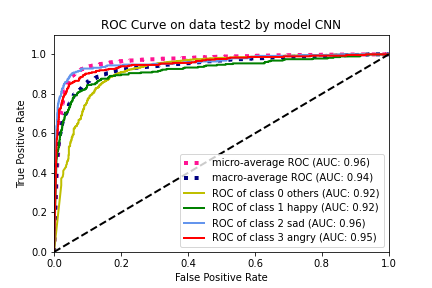 ROC Curve on data test2 by model CNN
1.0
0.8
0.6
0.4
0.2
0.0
True Positive Rate
micro-average ROC (AUC: 0.96)
macro-average ROC (AUC: 0.94)
ROC of class 0 others (AUC: 0.92)
ROC of class 1 happy (AUC: 0.92)
ROC of class 2 sad (AUC: 0.96)
ROC of class 3 angry (AUC: 0.95)
0.0 0.2 0.4 0.6 0.8 1.0
False Positive Rate